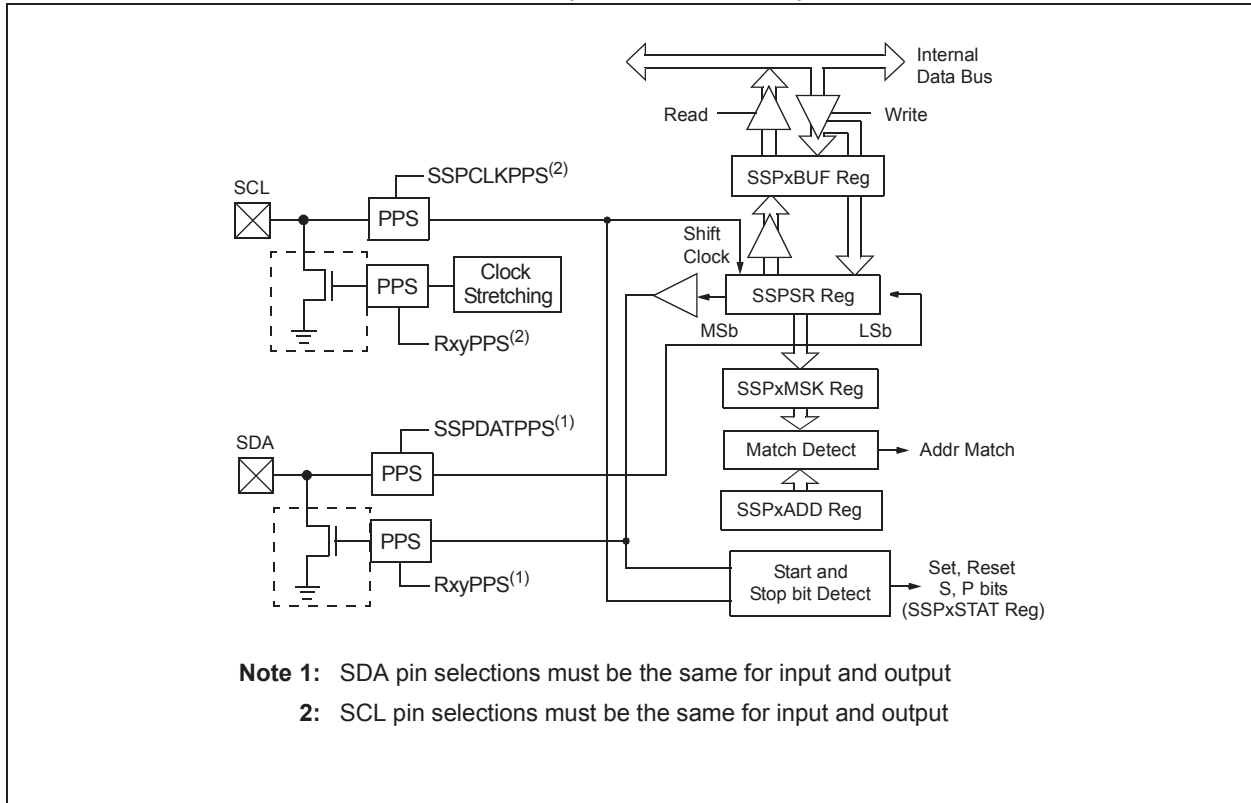 Internal
Data Bus
Read
Write
SSPxBUF Reg
SSPCLKPPS(2)
SCL
PPS
Shift
Clock
Clock
Stretching
PPS
SSPSR Reg
MSb
LSb
RxyPPS(2)
SSPxMSK Reg
SSPDATPPS(1)
SDA
PPS
Match Detect
Addr Match
SSPxADD Reg
PPS
RxyPPS(1)
Start and
Stop bit Detect
Set, Reset
S, P bits
(SSPxSTAT Reg)
Note 1: SDA pin selections must be the same for input and output
2: SCL pin selections must be the same for input and output